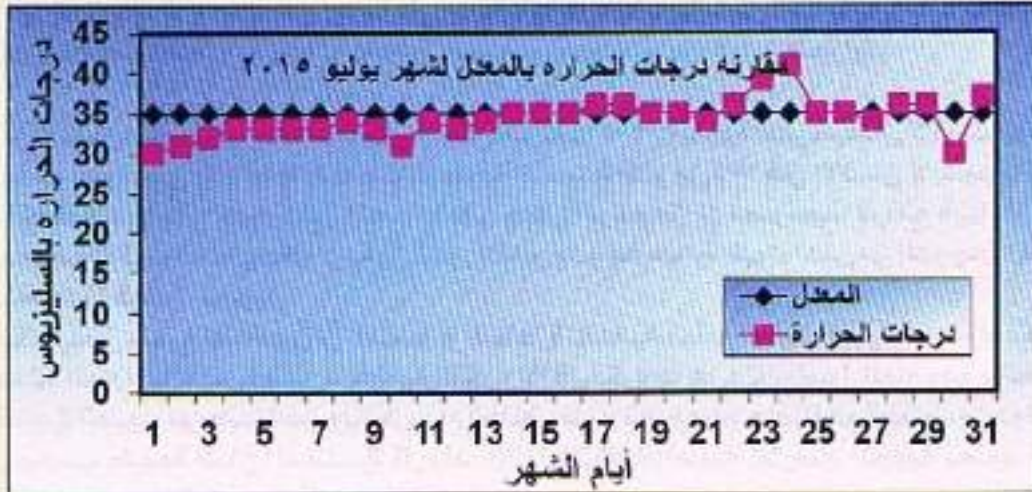 مقارنه درجات الحراره بالمعدل لشهر يوليو ٢٠١٥
درجات الحراره بالسليزيوس
45
40
35
30
25
20
15
10
5
0
المعدل
درجات الحرارة
1 3 5 7 9 11 13 15 17 19 21 23 25 27 29 31
أيام الشهر